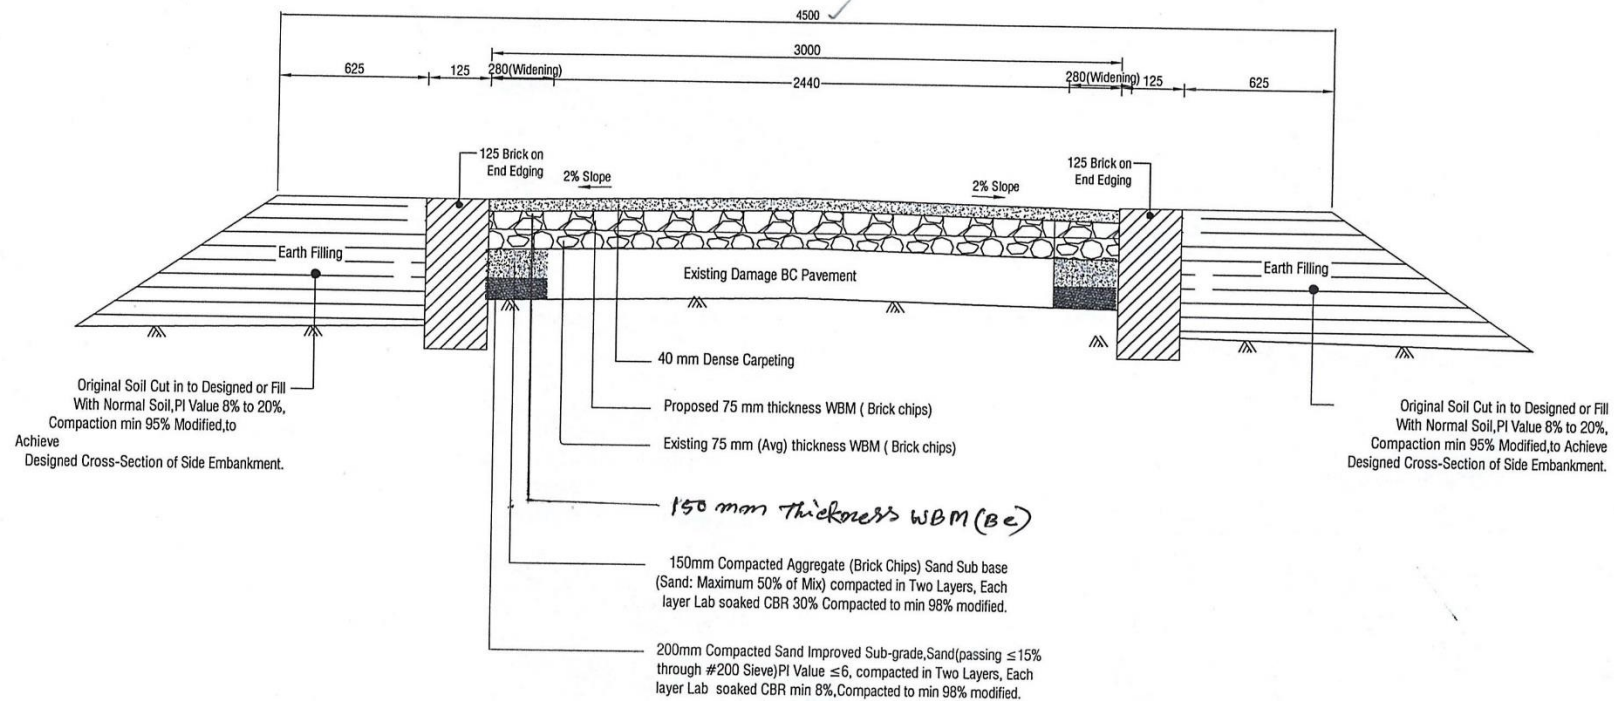 4500
3000
625
125
280(Widening)
2440
280(Widening)
125
625
125 Brick on
End Edging
2% Slope
2% Slope
125 Brick on
End Edging
Earth Filling
Existing Damage BC Pavement
Earth Filling
40 mm Dense Carpeting
Proposed 75 mm thickness WBM ( Brick chips)
Existing 75 mm (Avg) thickness WBM ( Brick chips)
150 mm Thickness WBM (BC)
150mm Compacted Aggregate (Brick Chips) Sand Sub base
(Sand: Maximum 50% of Mix) compacted in Two Layers, Each
layer Lab soaked CBR 30% Compacted to min 98% modified.
200mm Compacted Sand Improved Sub-grade,Sand(passing ≤15%
through #200 Sieve)PI Value ≤6, compacted in Two Layers, Each
layer Lab soaked CBR min 8%,Compacted to min 98% modified.
Original Soil Cut in to Designed or Fill
With Normal Soil,PI Value 8% to 20%,
Compaction min 95% Modified,to
Achieve
Designed Cross-Section of Side Embankment.
Original Soil Cut in to Designed or Fill
With Normal Soil,PI Value 8% to 20%,
Compaction min 95% Modified,to Achieve
Designed Cross-Section of Side Embankment.